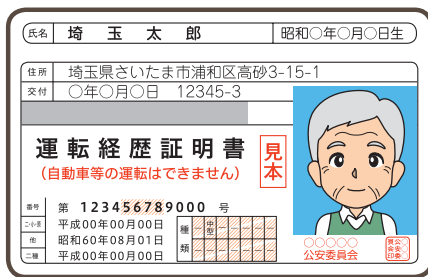 氏名 埼玉太郎 昭和○年○月○日生
住所 埼玉県さいたま市浦和区高砂3-15-1
交付 ○年○月○日 12345-3
運転経歴証明書
(自動車等の運転はできません)
見本
番号 第 123456789000 号
二・小・原 平成00年00月00日
他 昭和60年08月01日
二種 平成00年00月00日
種類 中型
○○○○○
公安委員会